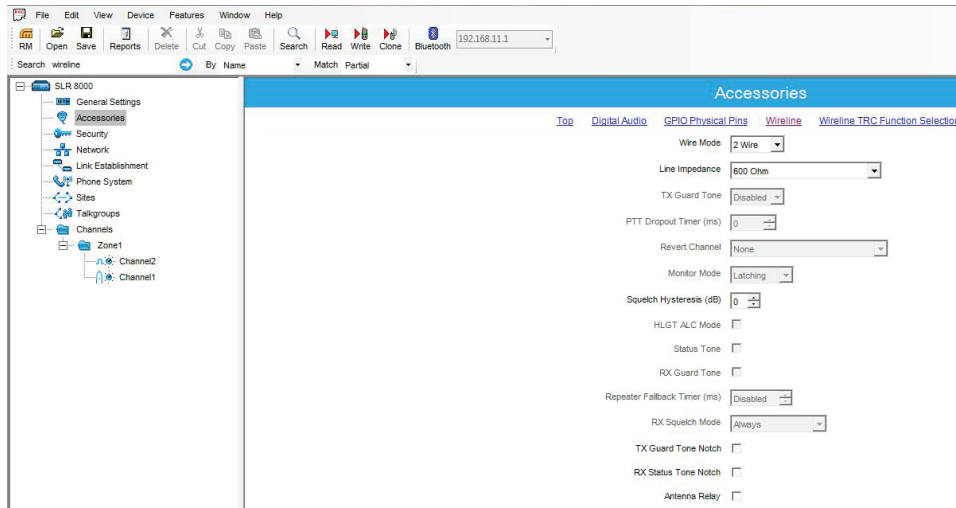 File Edit View Device Features Window Help
RM Open Save Reports Delete Cut Copy Paste Search Read Write Clone Bluetooth 192.168.11.1
Search wireline By Name Match Partial
SLR 8000
General Settings
Accessories
Security
Network
Link Establishment
Phone System
Sites
Talkgroups
Channels
Zone1
Channel2
Channel1
Accessories
Top Digital Audio GPIO Physical Pins Wireline Wireline TRC Function Selection
Wire Mode 2 Wire
Line Impedance 600 Ohm
TX Guard Tone Disabled
PTT Dropout Timer (ms) 0
Revert Channel None
Monitor Mode Latching
Squelch Hysteresis (dB) 0
HLGT ALC Mode
Status Tone
RX Guard Tone
Repeater Fallback Timer (ms) Disabled
RX Squelch Mode Always
TX Guard Tone Notch
RX Status Tone Notch
Antenna Relay